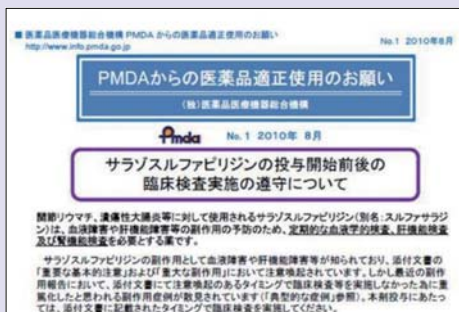 ■ 医薬品医療機器総合機構 PMDA からの医薬品適正使用のお願い
http://www.info.pmda.go.jp
No.1 2010年8月
PMDAからの医薬品適正使用のお願い
(独)医薬品医療機器総合機構
Pmda No.1 2010年 8月
サラゾスルファピリジンの投与開始前後の
臨床検査実施の遵守について
関節リウマチ、潰瘍性大腸炎等に対して使用されるサラゾスルファピリジン(別名:スルファサラジ
ン)は、血液障害や肝機能障害等の副作用の予防のため、定期的な血液学的検査、肝機能検査
及び腎機能検査を必要とする薬です。
サラゾスルファピリジンの副作用として血液障害や肝機能障害等が知られており、添付文書の
「重要な基本的注意」および「重大な副作用」において注意喚起されています。しかし最近の副作
用報告において、添付文書にて注意喚起のあるタイミングで臨床検査等を実施しなかった為に重
篤化したと思われる副作用症例が散見されています(「典型的な症例」参照)。本剤投与にあたっ
ては、添付文書に記載されたタイミングで臨床検査を実施してください。